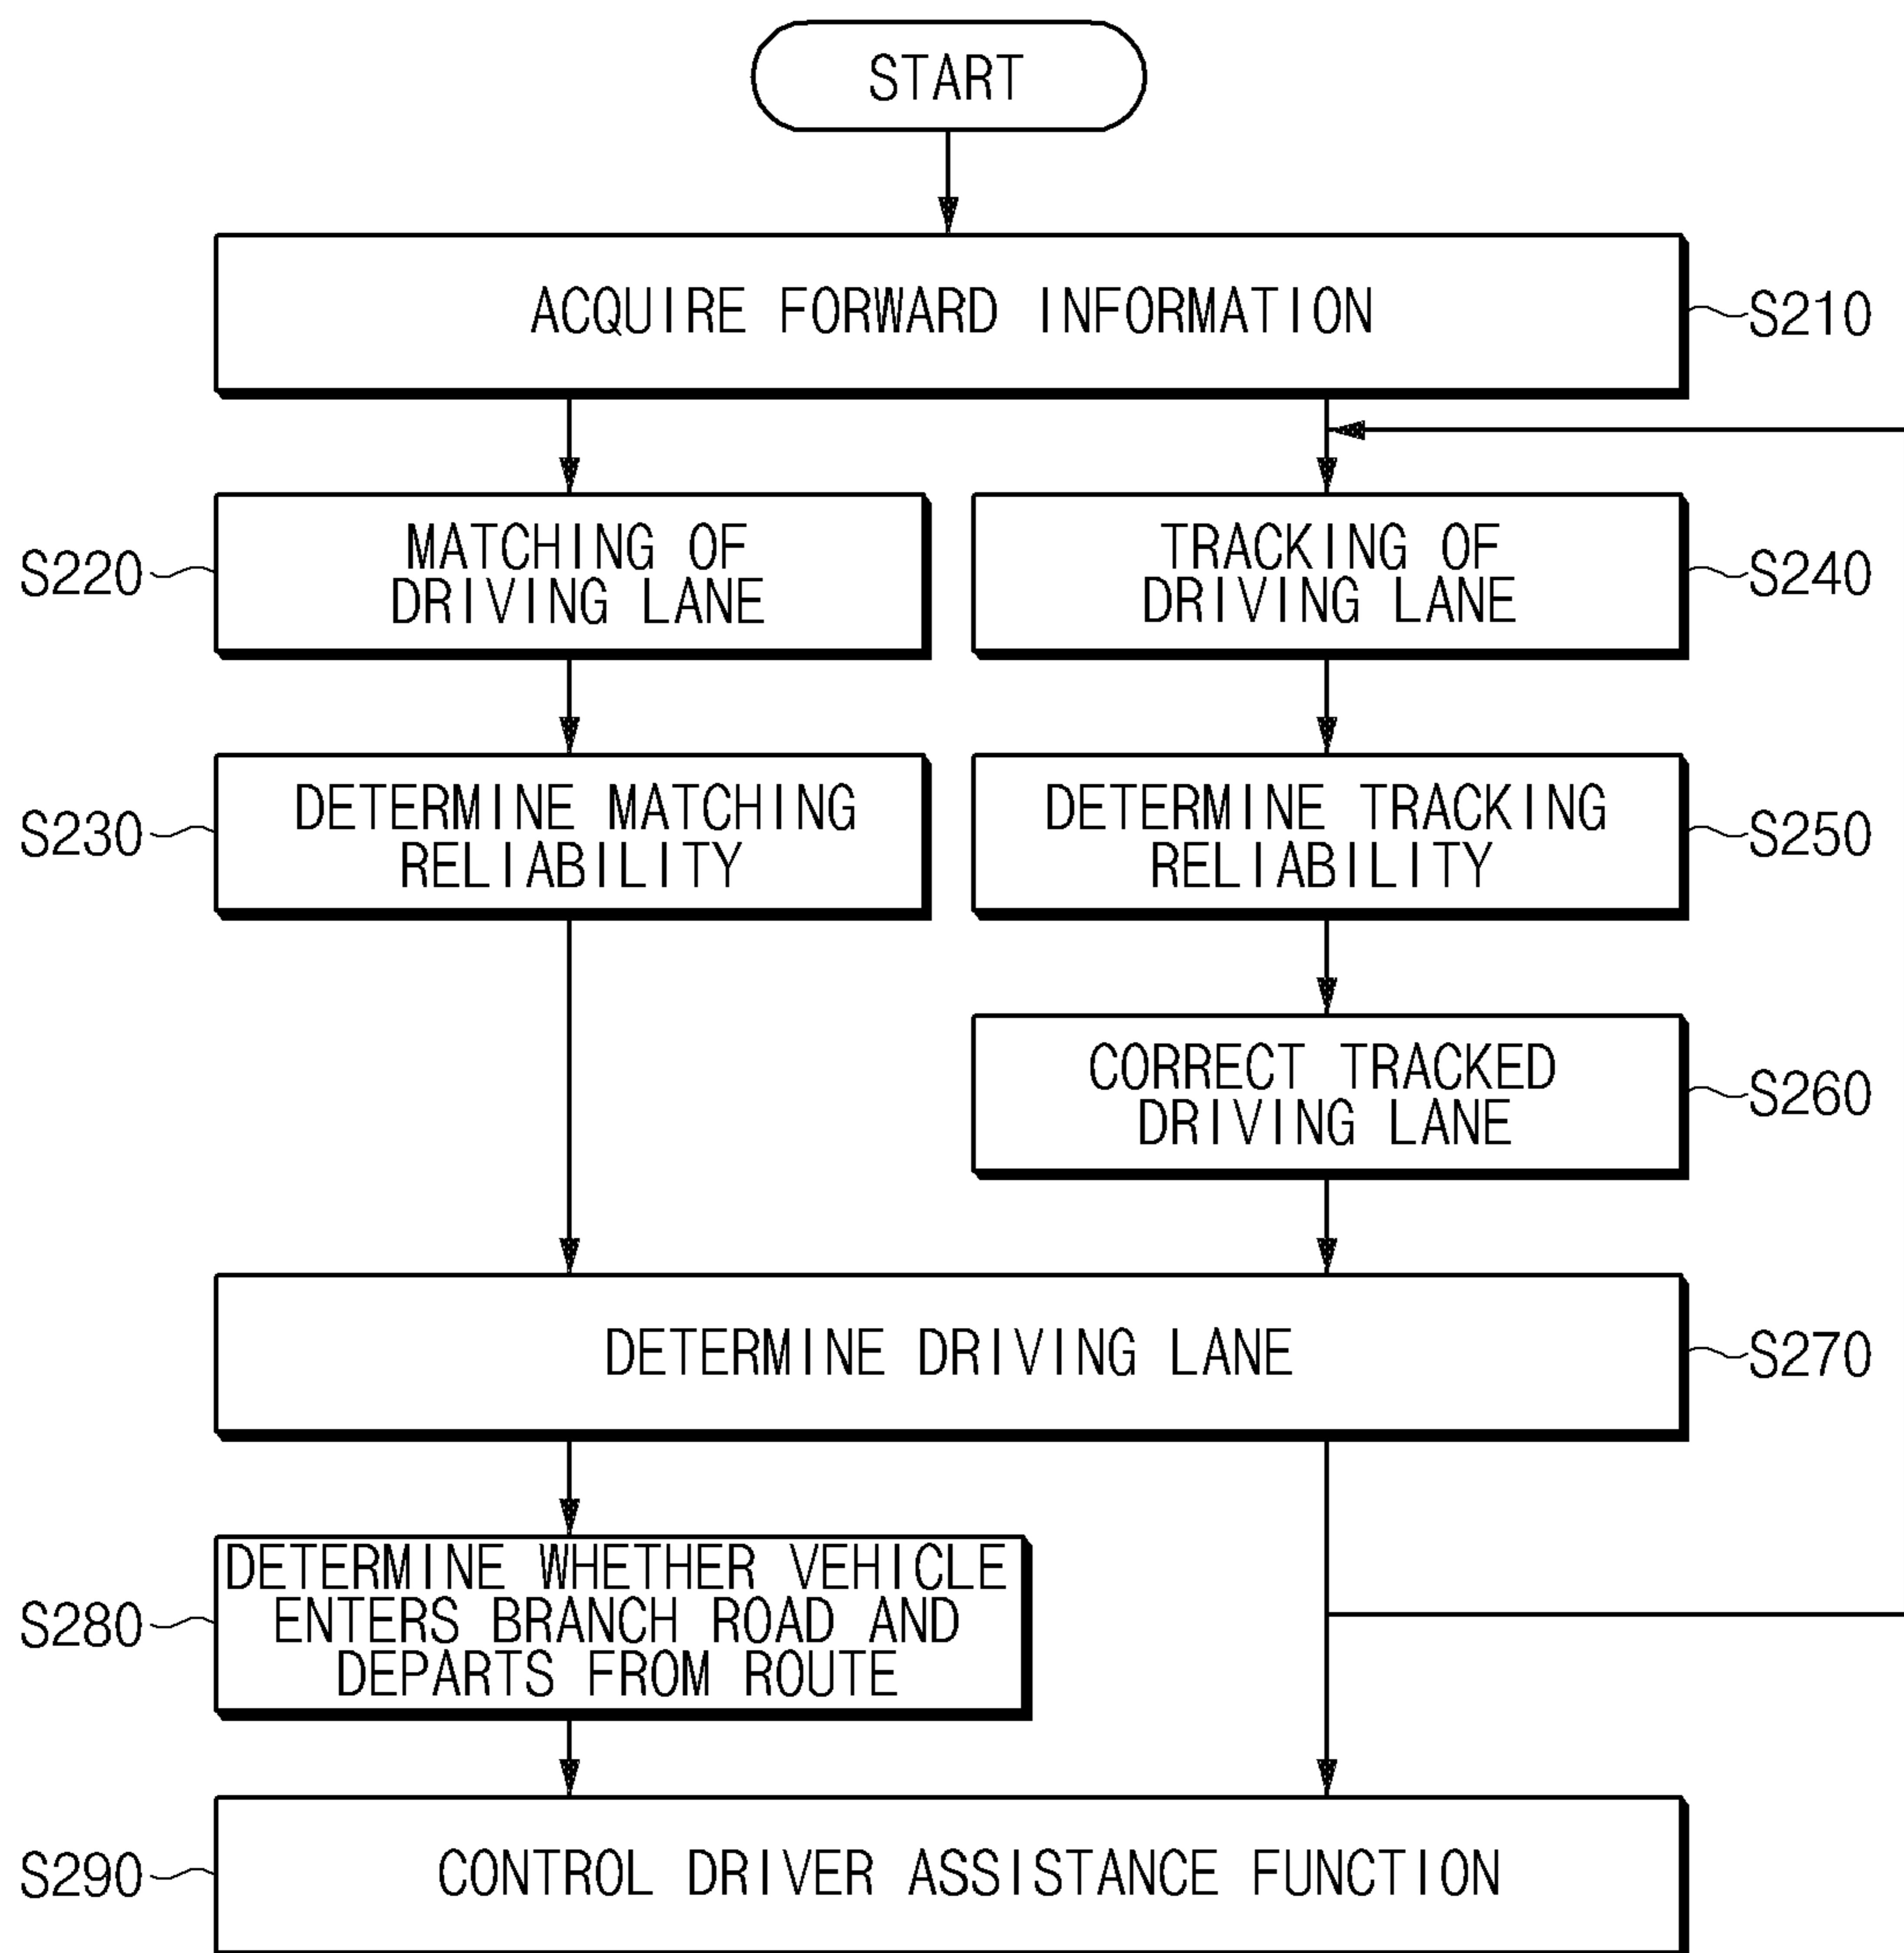 START
ACQUIRE FORWARD INFORMATION
S210
S220
MATCHING OF
DRIVING LANE
TRACKING OF
DRIVING LANE
S240
S230
DETERMINE MATCHING
RELIABILITY
DETERMINE TRACKING
RELIABILITY
S250
CORRECT TRACKED
DRIVING LANE
S260
DETERMINE DRIVING LANE
S270
S280
DETERMINE WHETHER VEHICLE
ENTERS BRANCH ROAD AND
DEPARTS FROM ROUTE
S290
CONTROL DRIVER ASSISTANCE FUNCTION